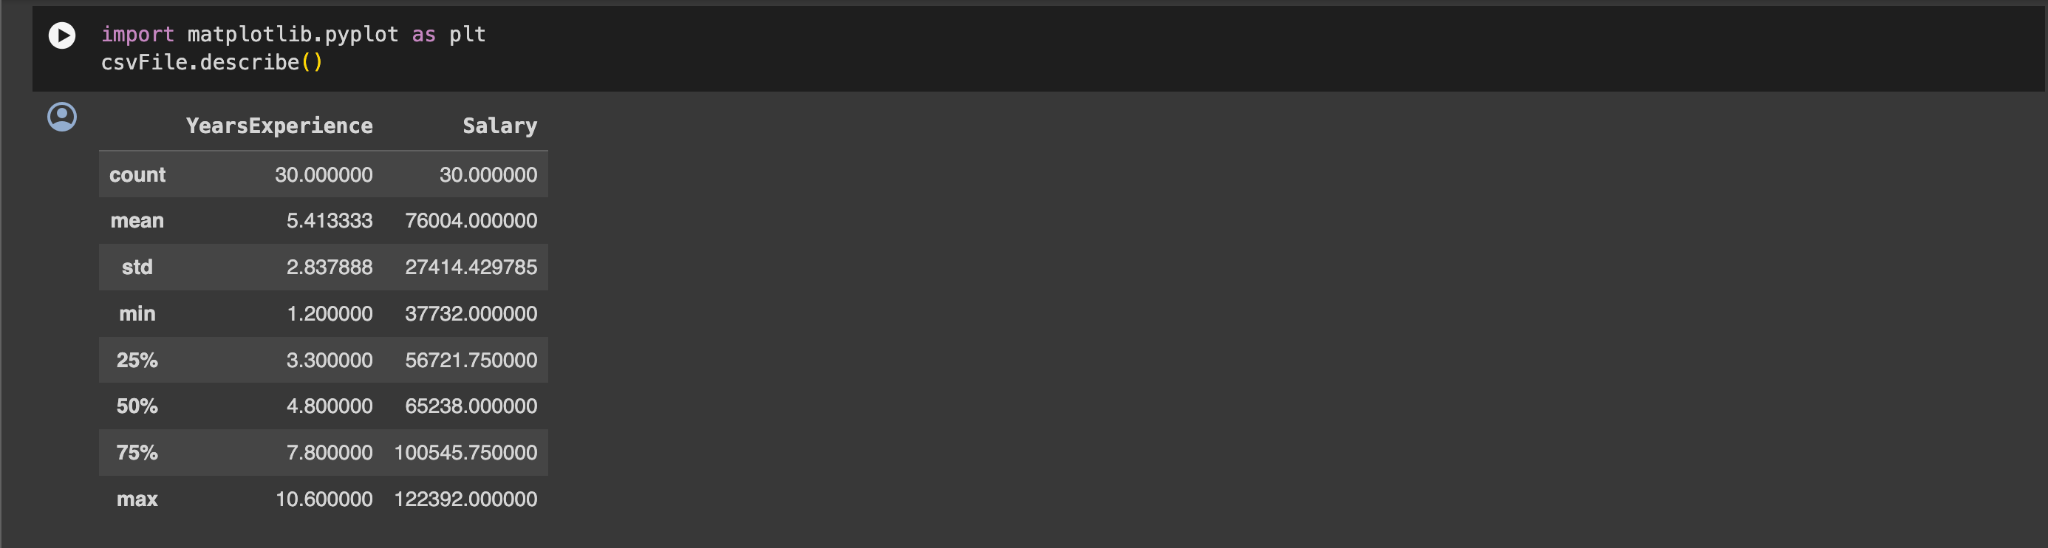 import matplotlib.pyplot as plt
csvFile.describe()
YearsExperience Salary
count 30.000000 30.000000
mean 5.413333 76004.000000
std 2.837888 27414.429785
min 1.200000 37732.000000
25% 3.300000 56721.750000
50% 4.800000 65238.000000
75% 7.800000 100545.750000
max 10.600000 122392.000000